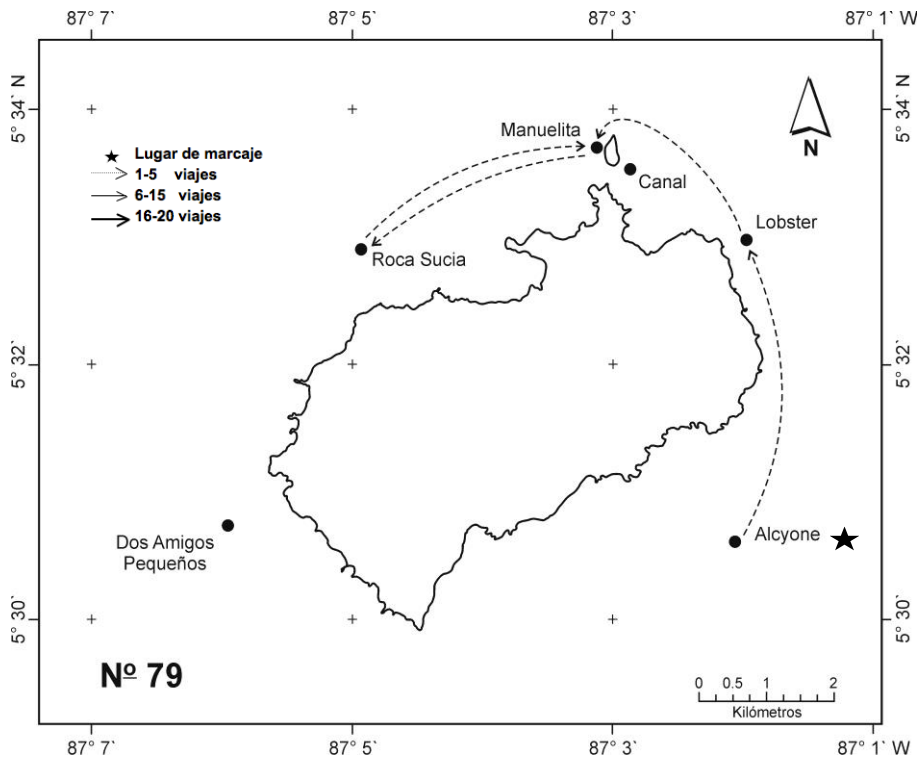 87° 7` 87° 5` 87° 3` 87° 1` W
5° 34` N
5° 34` N
Manuelita
Lugar de marcaje
1-5 viajes
6-15 viajes
16-20 viajes
N
Canal
Lobster
Roca Sucia
5° 32`
5° 32`
Dos Amigos
Pequeños
Alcyone
5° 30`
5° 30`
Nº 79
0 0.5 1 2
Kilómetros
87° 7` 87° 5` 87° 3` 87° 1` W